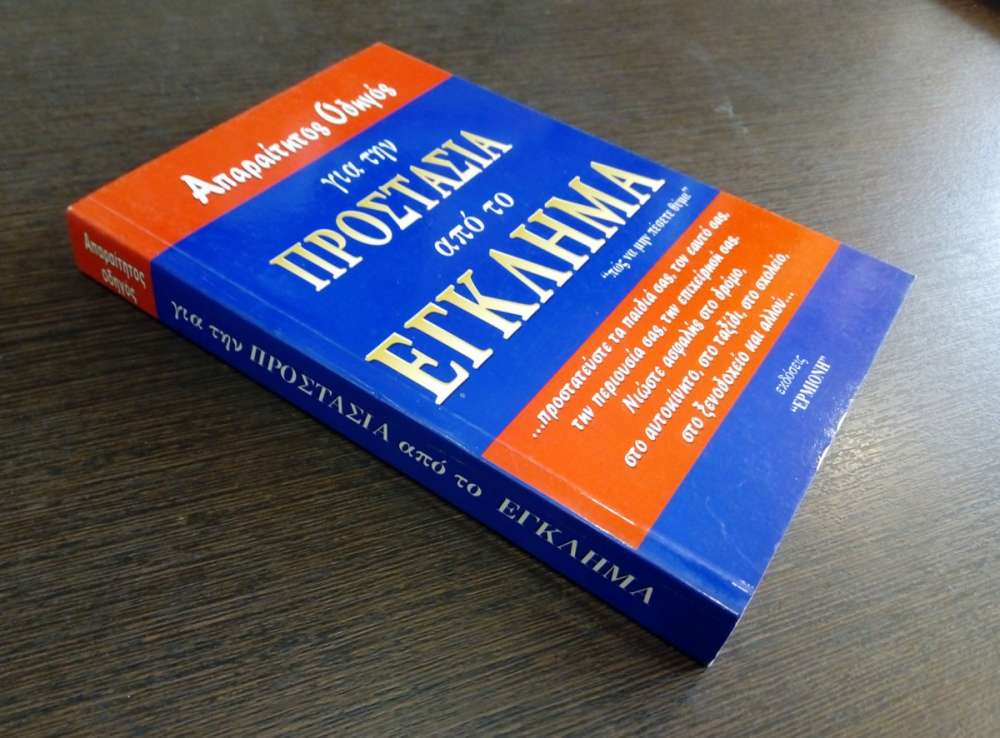 Απαραίτητος Οδηγός
για την
ΠΡΟΣΤΑΣΙΑ
από το
ΕΓΚΛΗΜΑ
"πώς να μην πέσετε θύμα"
...προστατεύστε τα παιδιά σας, τον εαυτό σας,
την περιουσία σας, την επιχείρησή σας.
Νιώστε ασφαλής στο δρόμο,
στο αυτοκίνητο, στο ταξίδι, στο σχολείο,
στο ξενοδοχείο και αλλού...
εκδόσεις
"ΕΡΜΙΟΝΗ"
Απαραίτητος
οδηγός
για την ΠΡΟΣΤΑΣΙΑ από το ΕΓΚΛΗΜΑ